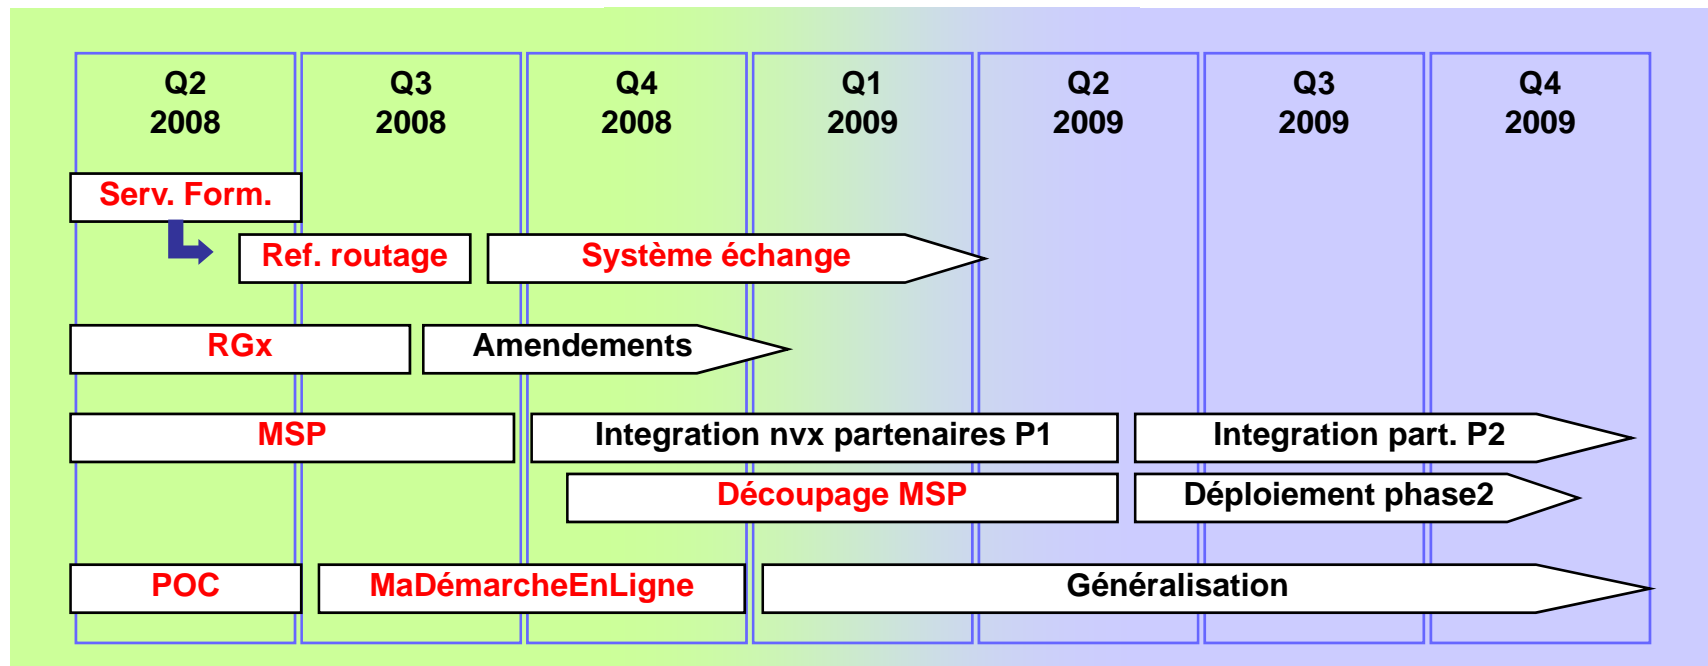 Q2
2008
Q3
2008
Q4
2008
Q1
2009
Q2
2009
Q3
2009
Q4
2009
Serv. Form.
Ref. routage
Système échange
RGx
Amendements
MSP
Integration nvx partenaires P1
Integration part. P2
Découpage MSP
Déploiement phase2
POC
MaDémarcheEnLigne
Généralisation